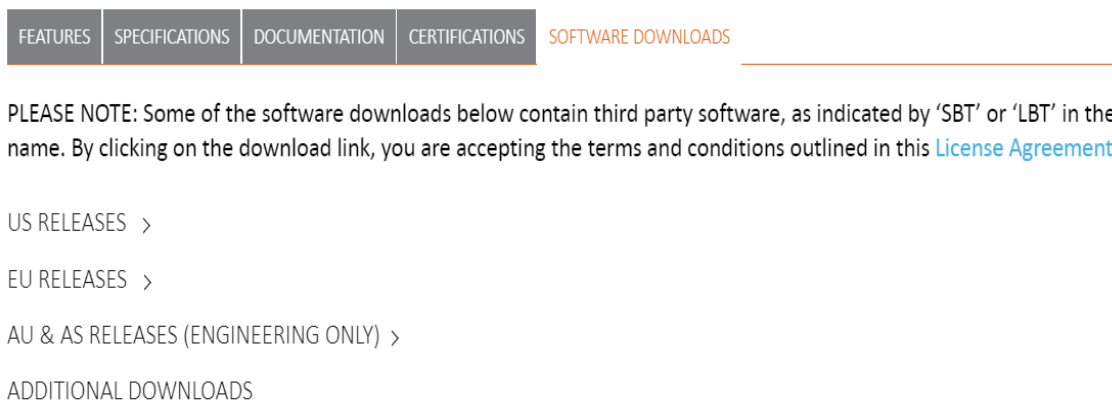 FEATURES SPECIFICATIONS DOCUMENTATION CERTIFICATIONS SOFTWARE DOWNLOADS
PLEASE NOTE: Some of the software downloads below contain third party software, as indicated by ‘SBT’ or ‘LBT’ in the
name. By clicking on the download link, you are accepting the terms and conditions outlined in this License Agreement
US RELEASES >
EU RELEASES >
AU & AS RELEASES (ENGINEERING ONLY) >
ADDITIONAL DOWNLOADS